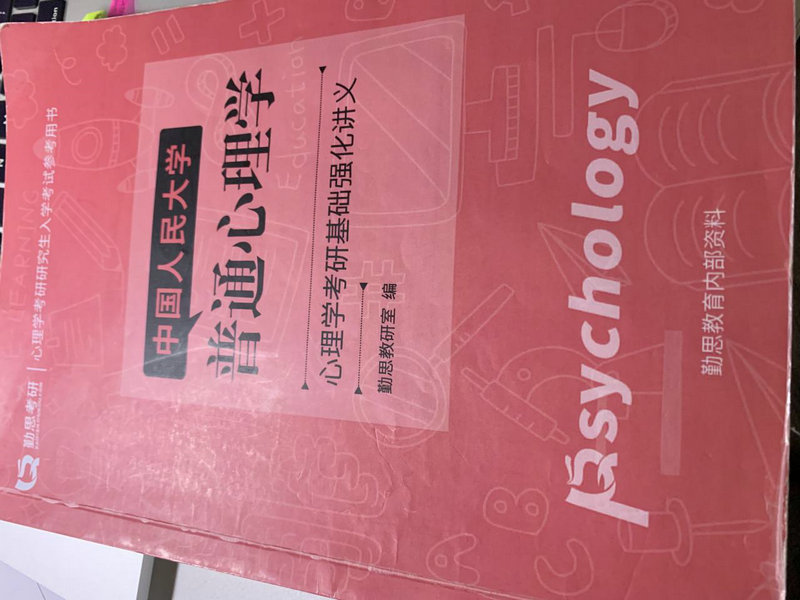 勤思考研
心理学考研研究生入学考试参考用书
LEARNING
中国人民大学
普通心理学
Education
心理学考研基础强化讲义
勤思教研室 编
Psychology
勤思教育内部资料
A
B
C